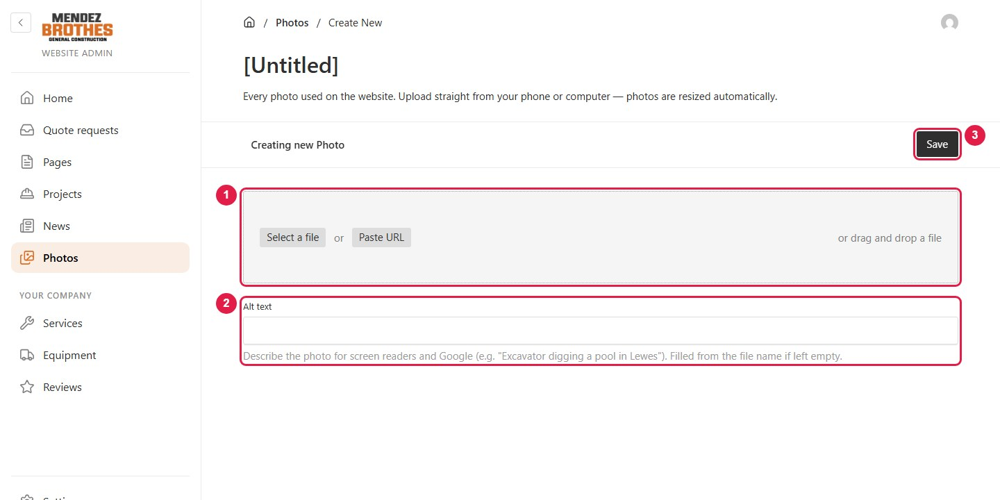 MENDEZ
BROTHES
GENERAL CONSTRUCTION
WEBSITE ADMIN
Home
Quote requests
Pages
Projects
News
Photos
YOUR COMPANY
Services
Equipment
Reviews
/ Photos / Create New
[Untitled]
Every photo used on the website. Upload straight from your phone or computer — photos are resized automatically.
Creating new Photo
Save
3
1
Select a file or Paste URL or drag and drop a file
2
Alt text
Describe the photo for screen readers and Google (e.g. "Excavator digging a pool in Lewes"). Filled from the file name if left empty.